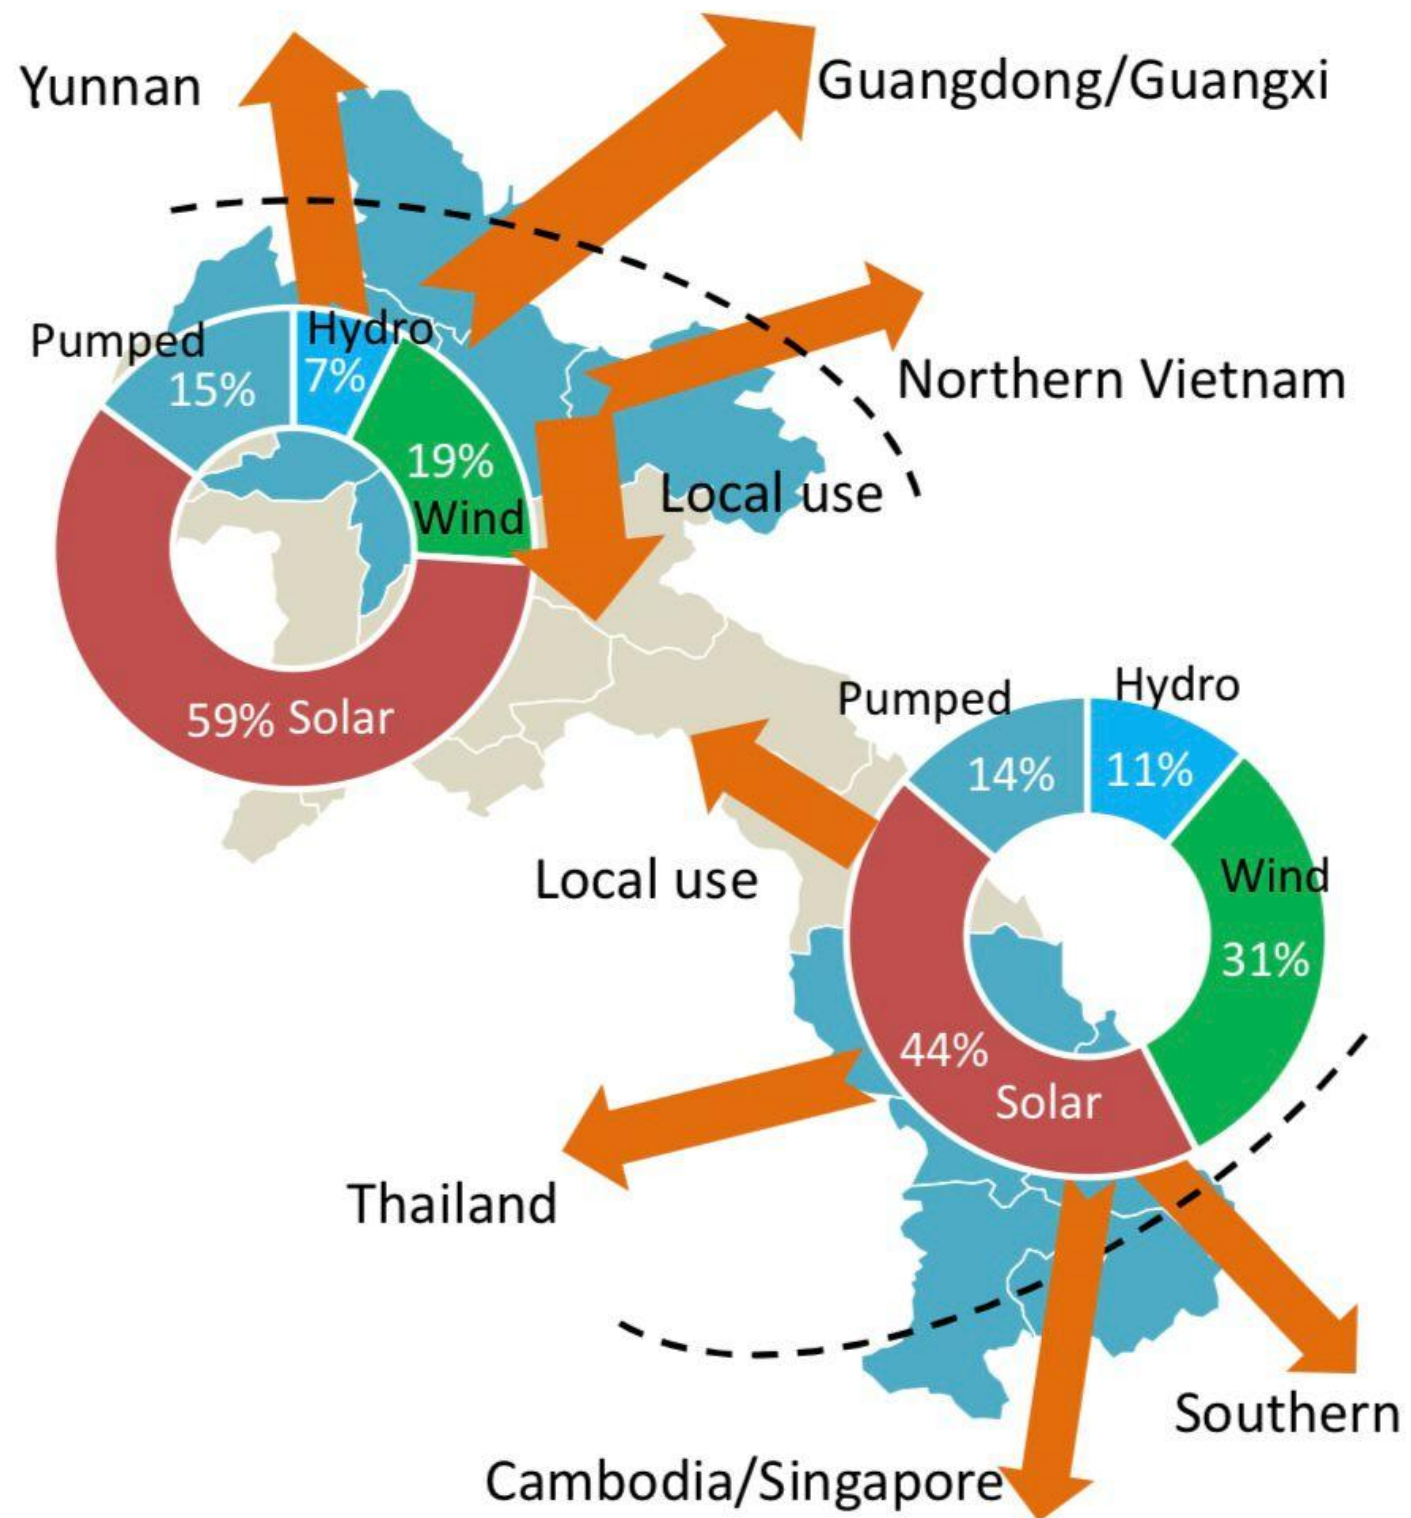 Yunnan
Guangdong/Guangxi
Pumped
15%
Hydro
7%
Northern Vietnam
19%
Wind
Local use
59% Solar
Pumped
14%
Hydro
11%
Wind
31%
Local use
44%
Solar
Thailand
Southern
Cambodia/Singapore